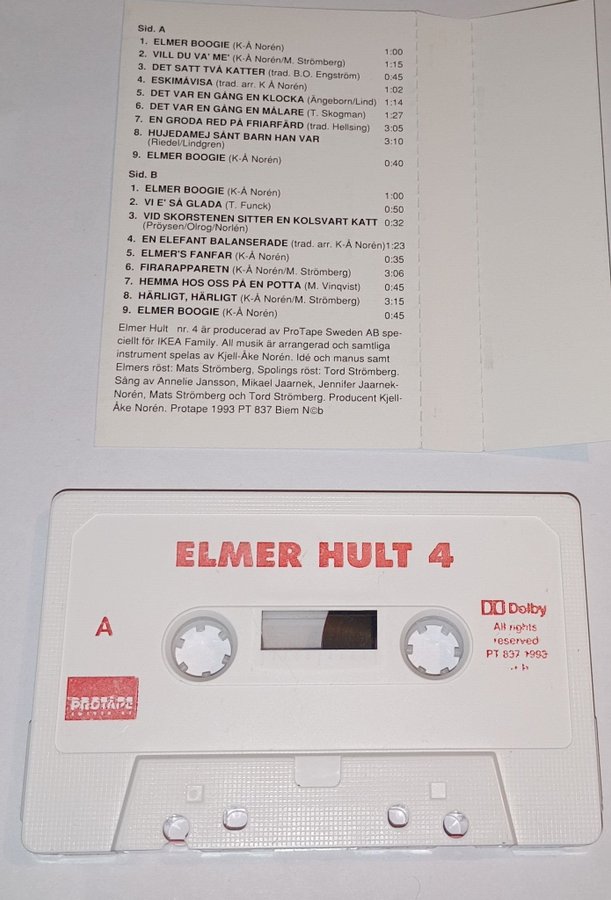 Sid. A
1. ELMER BOOGIE (K-Å Norén) 1:00
2. VILL DU VA' ME' (K-Å Norén/M. Strömberg) 1:15
3. DET SATT TVÅ KATTER (trad. B.O. Engström) 0:45
4. ESKIMÅVISA (trad. arr. K Å Norén) 1:02
5. DET VAR EN GÅNG EN KLOCKA (Ängeborn/Lind) 1:14
6. DET VAR EN GÅNG EN MÅLARE (T. Skogman) 1:27
7. EN GRODA RED PÅ FRIARFÄRD (trad. Hellsing) 3:05
8. HUJEDAMEJ SÅNT BARN HAN VAR 3:10
(Riedel/Lindgren)
9. ELMER BOOGIE (K-Å Norén) 0:40
Sid. B
1. ELMER BOOGIE (K-Å Norén) 1:00
2. VI E' SÅ GLADA (T. Funck) 0:50
3. VID SKORSTENEN SITTER EN KOLSVART KATT 0:32
(Pröysen/Olrog/Norlén)
4. EN ELEFANT BALANSERADE (trad. arr. K-Å Norén) 1:23
5. ELMER'S FANFAR (K-Å Norén) 0:35
6. FIRARAPPARETN (K-Å Norén/M. Strömberg) 3:06
7. HEMMA HOS OSS PÅ EN POTTA (M. Vinqvist) 0:45
8. HÄRLIGT, HÄRLIGT (K-Å Norén/M. Strömberg) 3:15
9. ELMER BOOGIE (K-Å Norén) 0:45
Elmer Hult nr. 4 är producerad av ProTape Sweden AB spe-
ciellt för IKEA Family. All musik är arrangerad och samtliga
instrument spelas av Kjell-Åke Norén. Idé och manus samt
Elmers röst: Mats Strömberg, Spolings röst: Tord Strömberg.
Sång av Annelie Jansson, Mikael Jaarnek, Jennifer Jaarnek-
Norén, Mats Strömberg och Tord Strömberg. Producent Kjell-
Åke Norén. Protape 1993 PT 837 Biem N©b
ELMER HULT 4
A
Dolby
All rights
reserved
PT 837 1993
PROTAPE